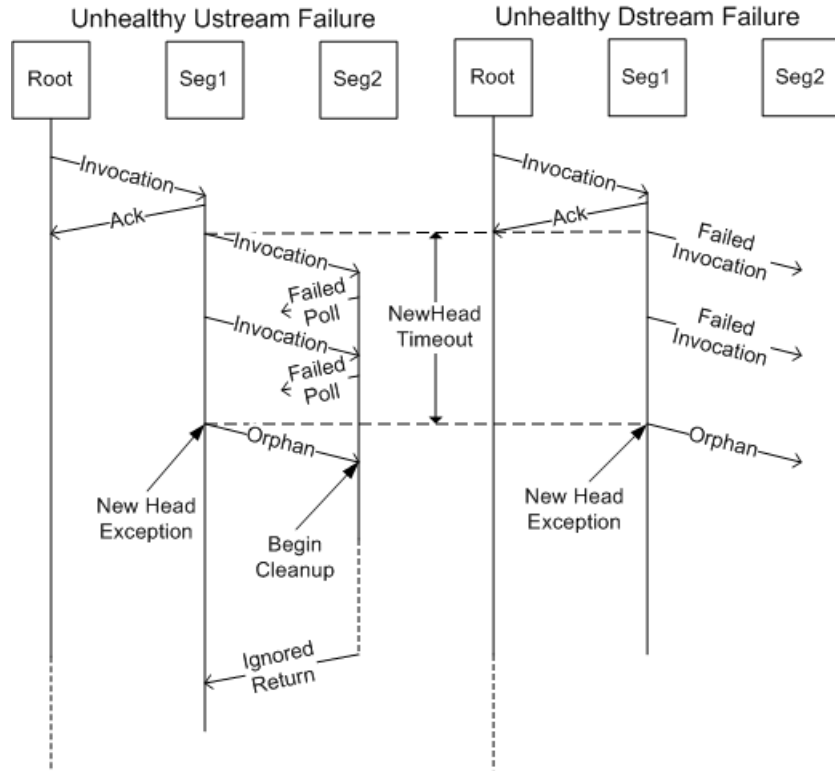 Unhealthy Ustream Failure
Unhealthy Dstream Failure
Root
Seg1
Seg2
Root
Seg1
Seg2
Invocation
Ack
Invocation
Failed
Poll
Invocation
Failed
Poll
Orphan
New Head
Exception
Begin
Cleanup
Ignored
Return
NewHead
Timeout
Invocation
Ack
Failed
Invocation
Failed
Invocation
Orphan
New Head
Exception